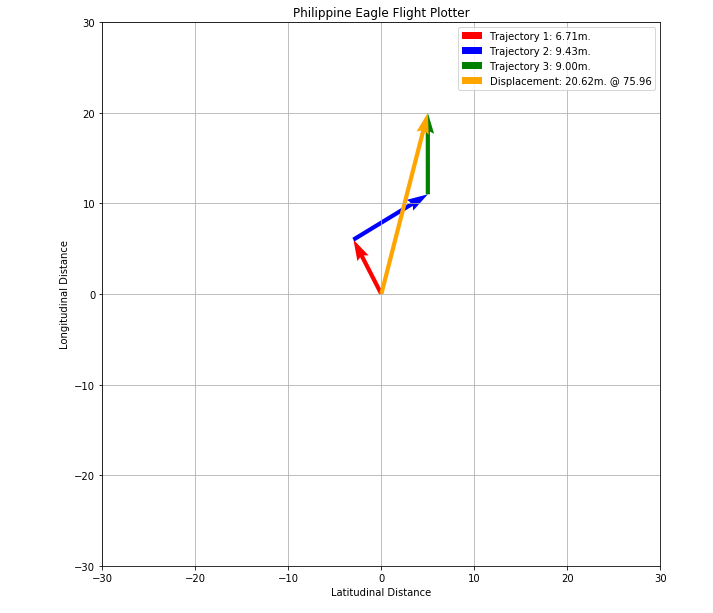 Philippine Eagle Flight Plotter
Trajectory 1: 6.71m.
Trajectory 2: 9.43m.
Trajectory 3: 9.00m.
Displacement: 20.62m. @ 75.96
Longitudinal Distance
30
20
10
0
−10
−20
−30
−30 −20 −10 0 10 20 30
Latitudinal Distance